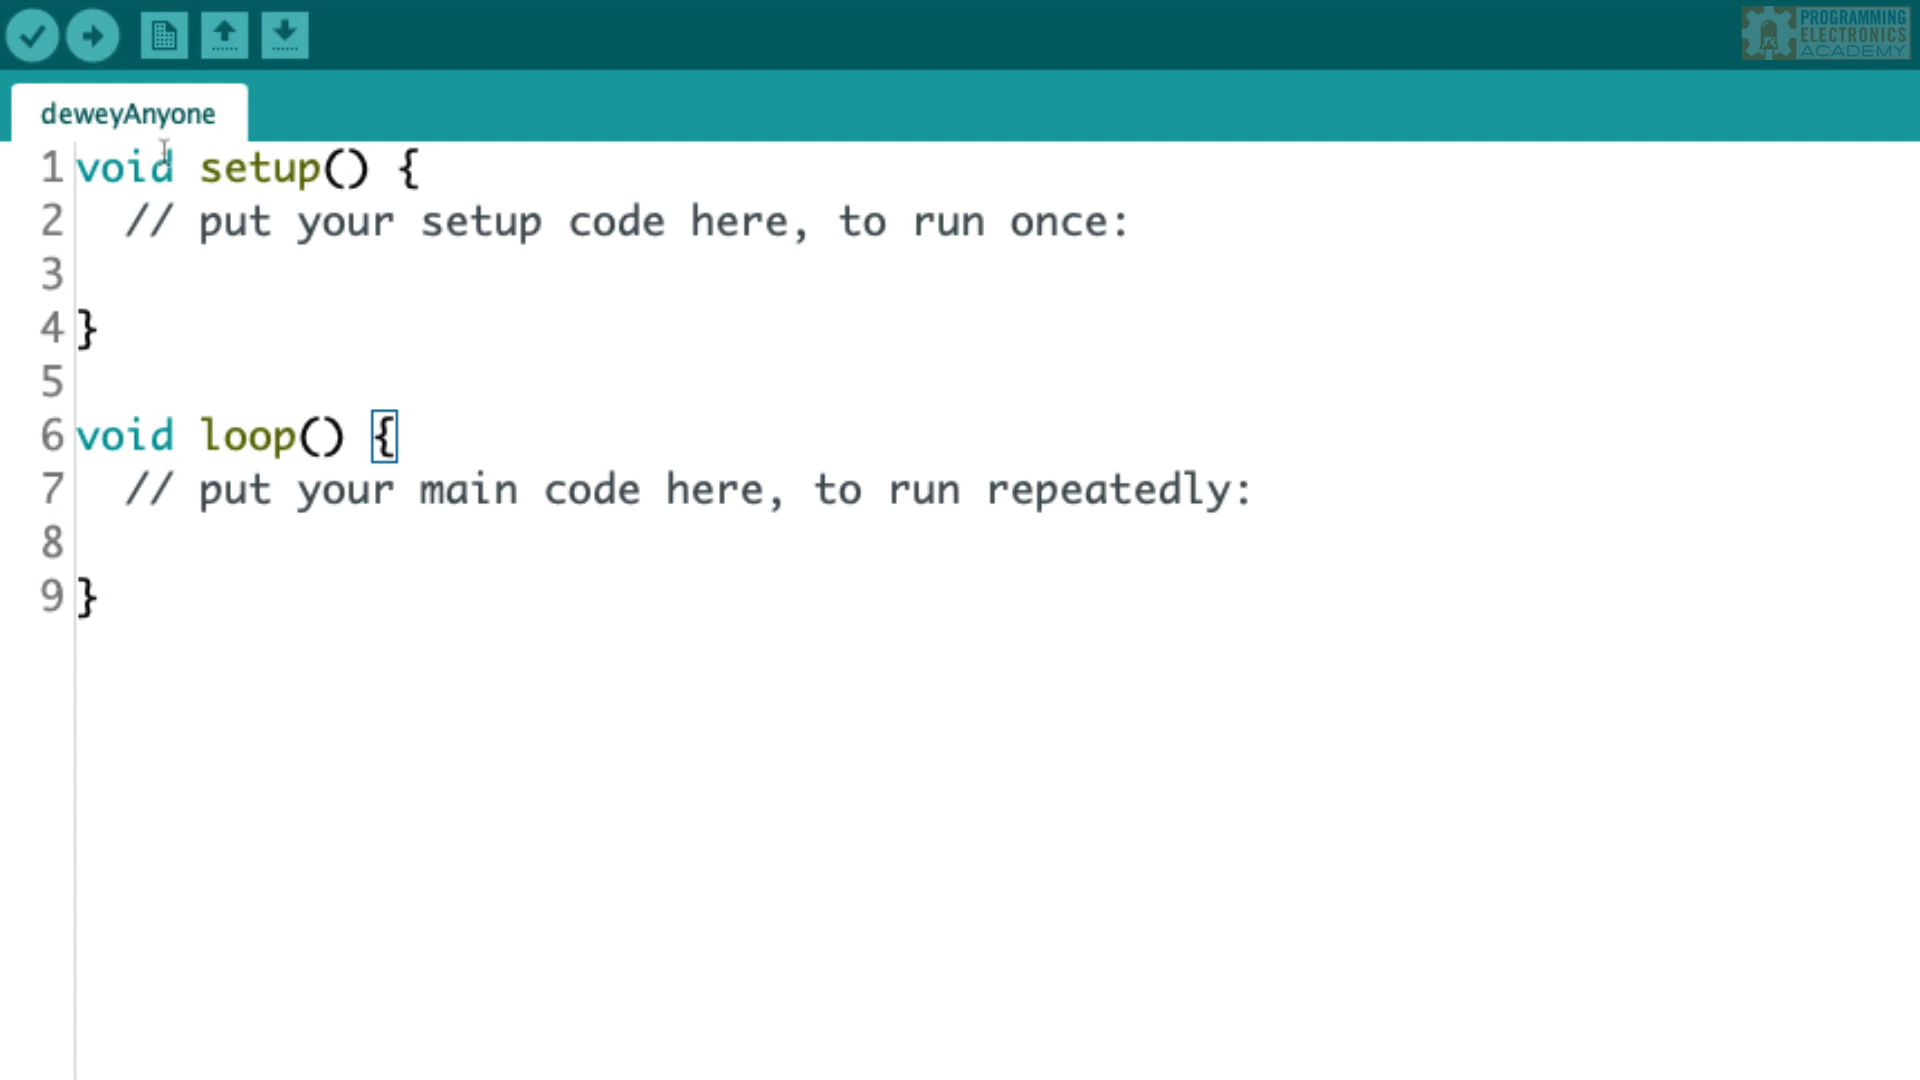 PROGRAMMING
ELECTRONICS
ACADEMY
deweyAnyone
1 void setup() {
2   // put your setup code here, to run once:
3
4 }
5
6 void loop() {
7   // put your main code here, to run repeatedly:
8
9 }